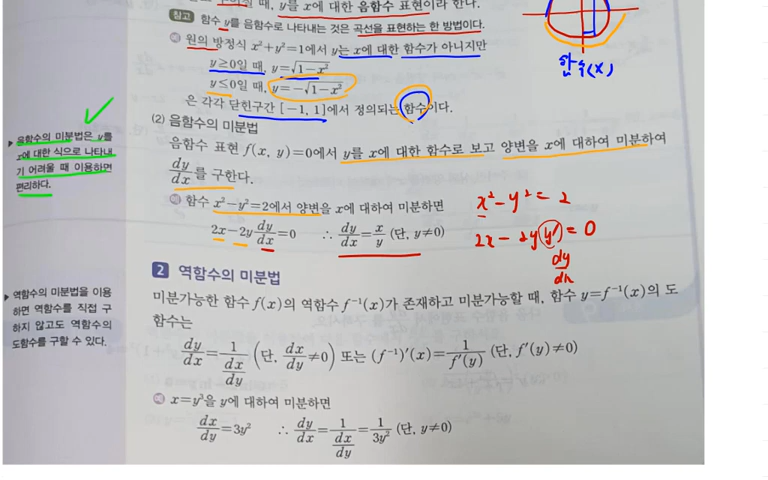 때, y를 x에 대한 음함수 표현이라 한다.
참고 함수 y를 음함수로 나타내는 것은 곡선을 표현하는 한 방법이다.
예 원의 방정식 x²+y²=1에서 y는 x에 대한 함수가 아니지만
y≥0일 때, y=√(1-x²)
y≤0일 때, y=-√(1-x²)
은 각각 닫힌구간 [-1, 1]에서 정의되는 함수이다.
함수(x)
(2) 음함수의 미분법
음함수 표현 f(x, y)=0에서 y를 x에 대한 함수로 보고 양변을 x에 대하여 미분하여
dy/dx를 구한다.
예 함수 x²-y²=2에서 양변을 x에 대하여 미분하면
2x-2y dy/dx=0 ∴ dy/dx=x/y (단, y≠0)
x²-y²=2
2x-2y y'=0
dy/dx
▶ 음함수의 미분법은 y를
x에 대한 식으로 나타내
기 어려울 때 이용하면
편리하다.
2 역함수의 미분법
미분가능한 함수 f(x)의 역함수 f⁻¹(x)가 존재하고 미분가능할 때, 함수 y=f⁻¹(x)의 도
함수는
dy/dx=1/(dx/dy) (단, dx/dy≠0) 또는 (f⁻¹)'(x)=1/f'(y) (단, f'(y)≠0)
예 x=y³을 y에 대하여 미분하면
dx/dy=3y² ∴ dy/dx=1/(dx/dy)=1/3y² (단, y≠0)
▶ 역함수의 미분법을 이용
하면 역함수를 직접 구
하지 않고도 역함수의
도함수를 구할 수 있다.